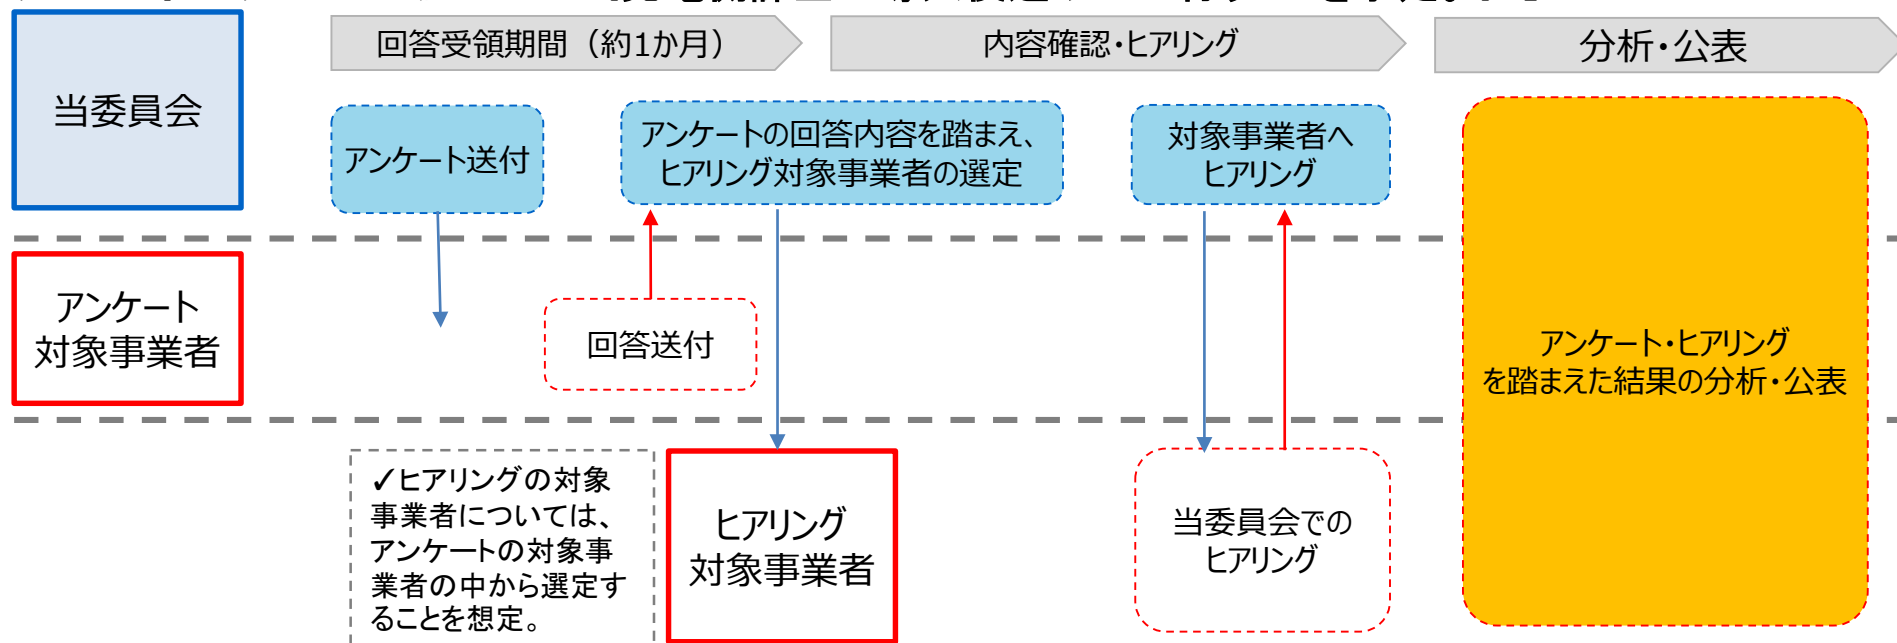 回答受領期間（約1か月）
内容確認・ヒアリング
分析・公表
当委員会
アンケート送付
アンケートの回答内容を踏まえ、
ヒアリング対象事業者の選定
対象事業者へ
ヒアリング
アンケート
対象事業者
回答送付
アンケート・ヒアリング
を踏まえた結果の分析・公表
✓ヒアリングの対象
事業者については、
アンケートの対象事
業者の中から選定す
ることを想定。
ヒアリング
対象事業者
当委員会での
ヒアリング